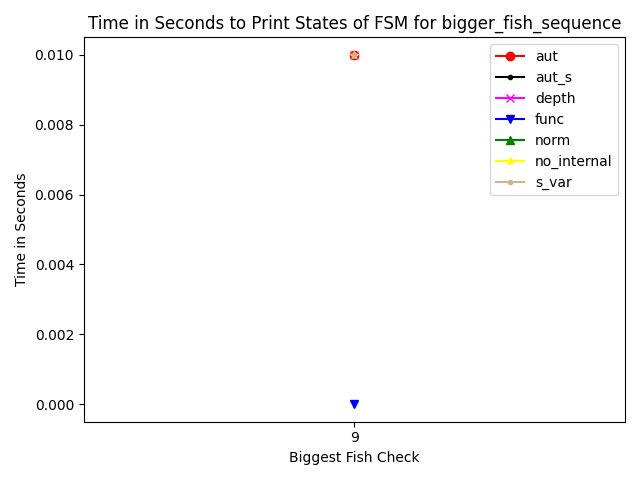 Time in Seconds to Print States of FSM for bigger_fish_sequence
0.010
0.008
0.006
0.004
0.002
0.000
Time in Seconds
9
Biggest Fish Check
aut
aut_s
depth
func
norm
no_internal
s_var